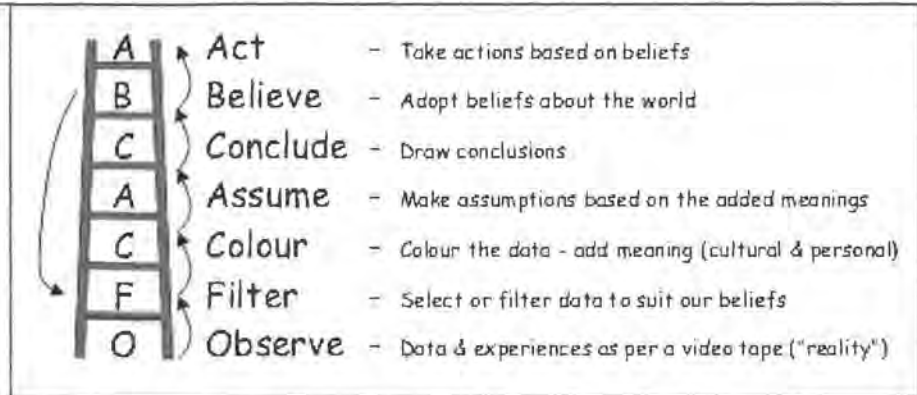 A Act - Take actions based on beliefs
B Believe - Adopt beliefs about the world
C Conclude - Draw conclusions
A Assume - Make assumptions based on the added meanings
C Colour - Colour the data - add meaning (cultural & personal)
F Filter - Select or filter data to suit our beliefs
O Observe - Data & experiences as per a video tape ("reality")